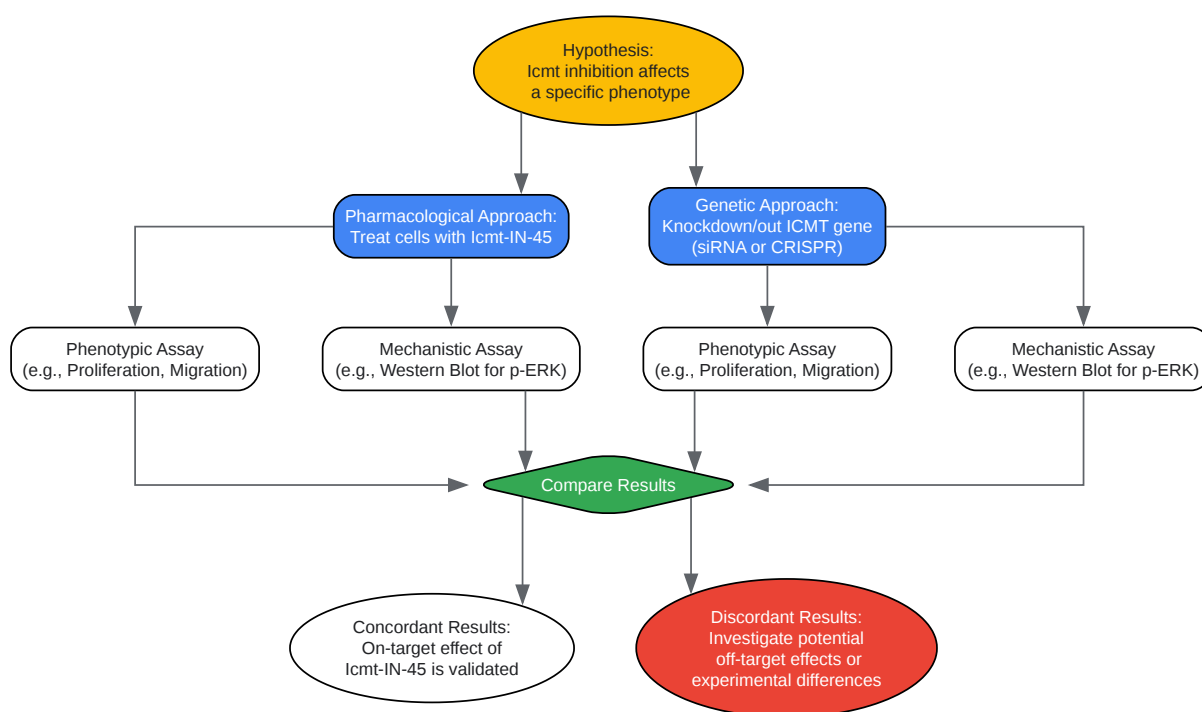 Hypothesis:
Icmt inhibition affects
a specific phenotype
Pharmacological Approach:
Treat cells with Icmt-IN-45
Genetic Approach:
Knockdown/out ICMT gene
(siRNA or CRISPR)
Phenotypic Assay
(e.g., Proliferation, Migration)
Mechanistic Assay
(e.g., Western Blot for p-ERK)
Phenotypic Assay
(e.g., Proliferation, Migration)
Mechanistic Assay
(e.g., Western Blot for p-ERK)
Compare Results
Concordant Results:
On-target effect of
Icmt-IN-45 is validated
Discordant Results:
Investigate potential
off-target effects or
experimental differences